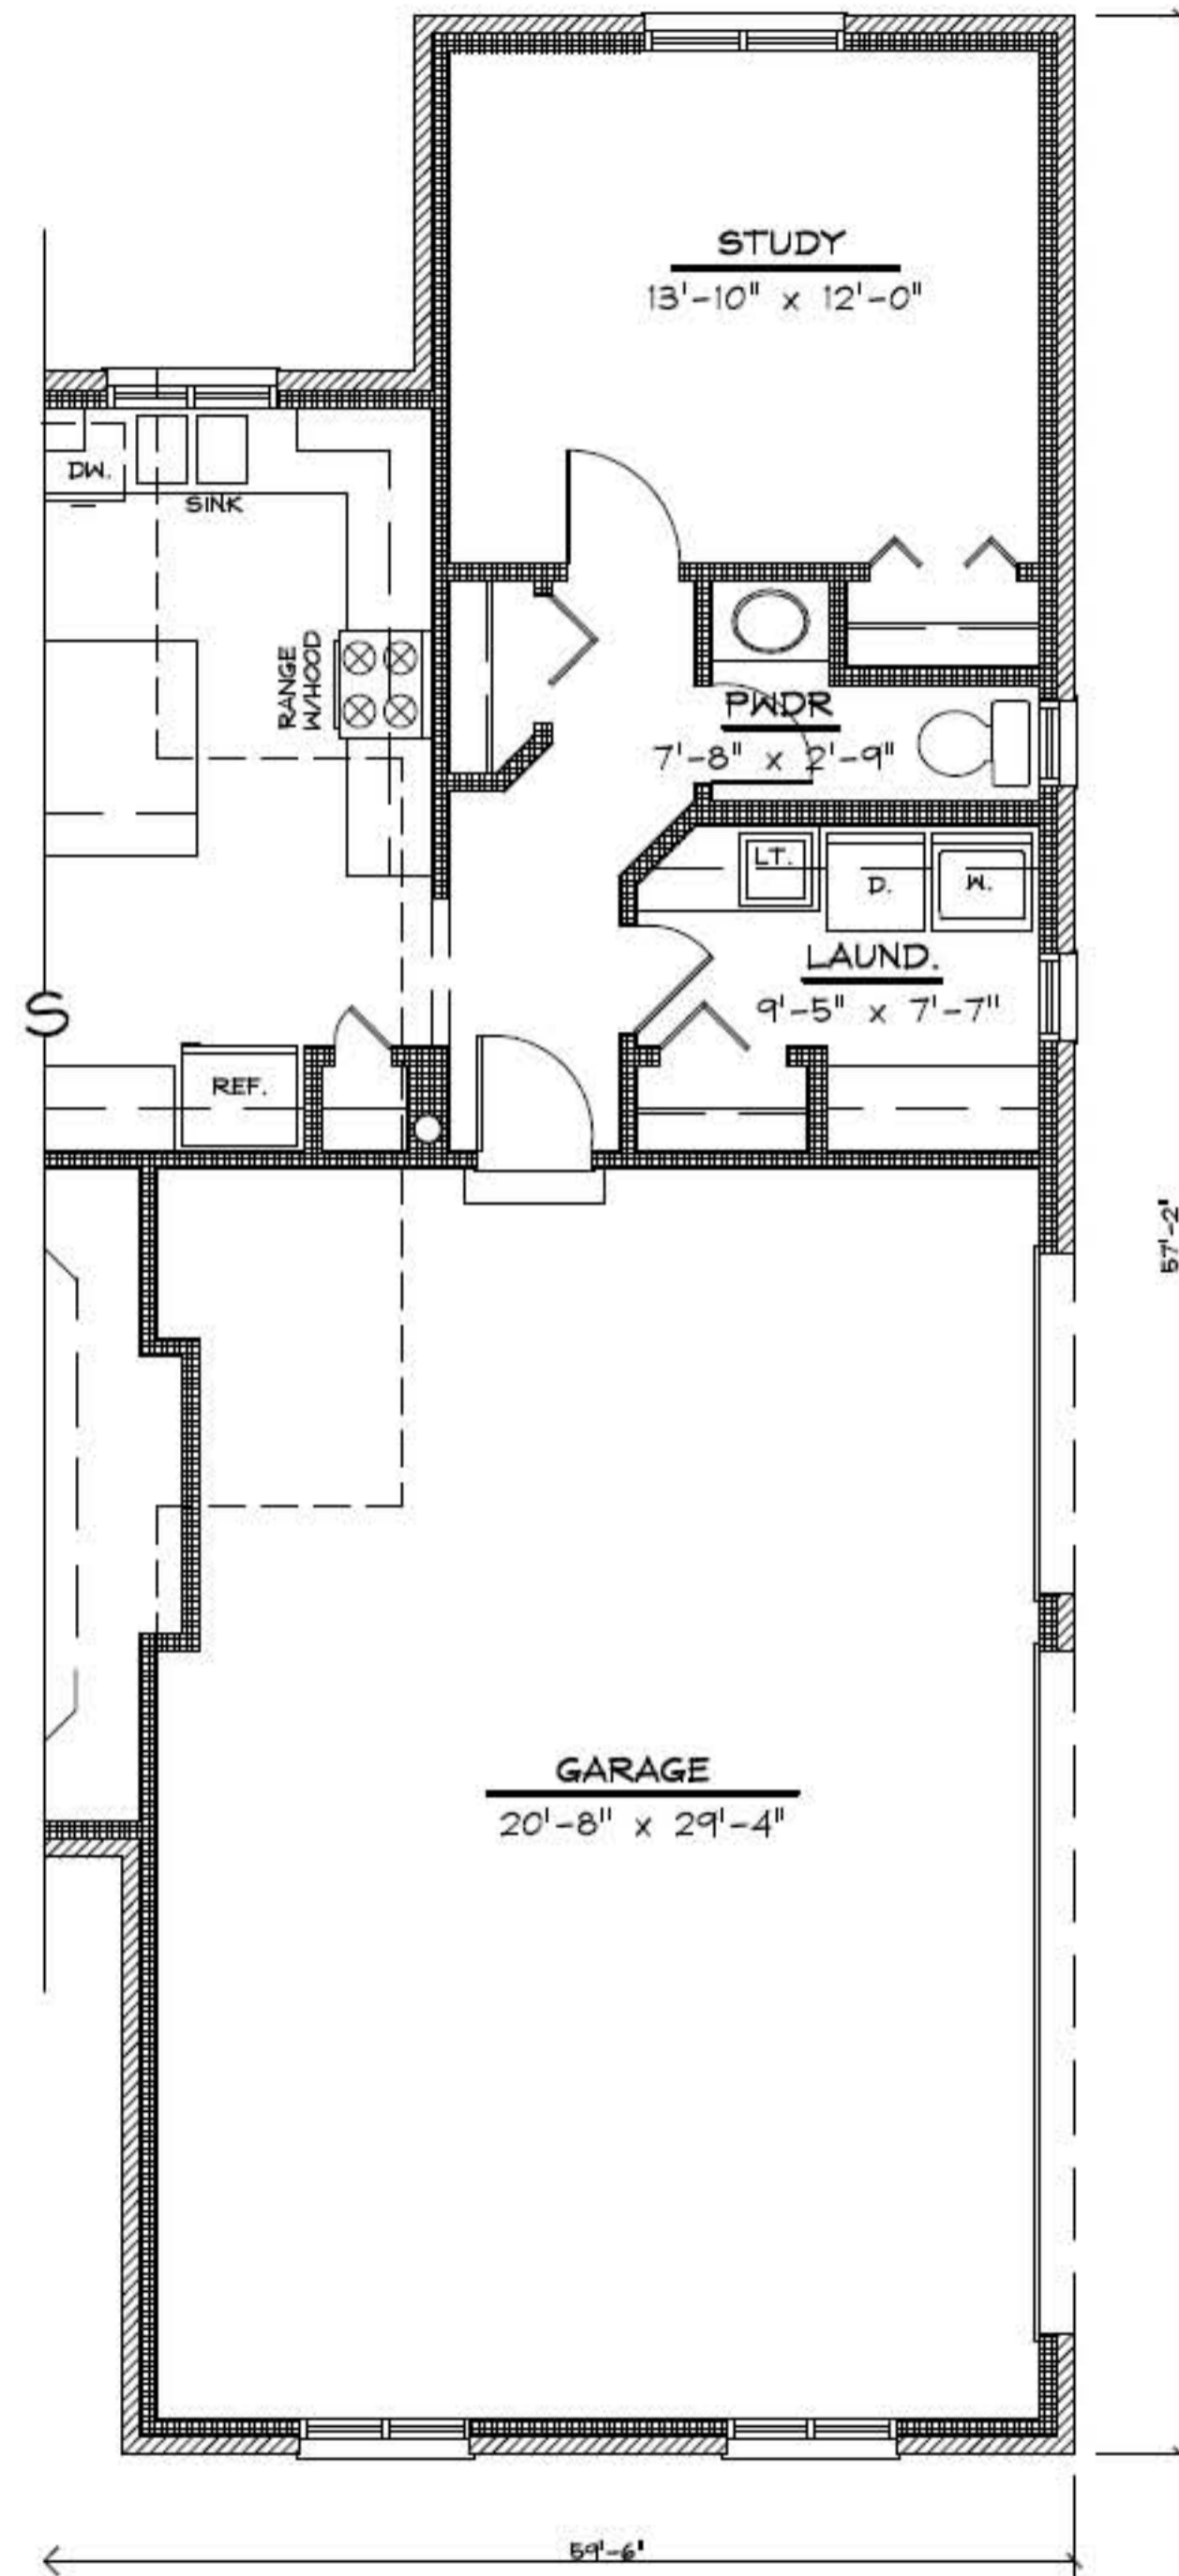 STUDY
13'-10" x 12'-0"
DW.
SINK
RANGE
W/HOOD
PWDR
7'-8" x 2'-9"
LT.
D.
W.
LAUND.
9'-5" x 7'-7"
S
REF.
57'-2"
GARAGE
20'-8" x 29'-4"
59'-6"